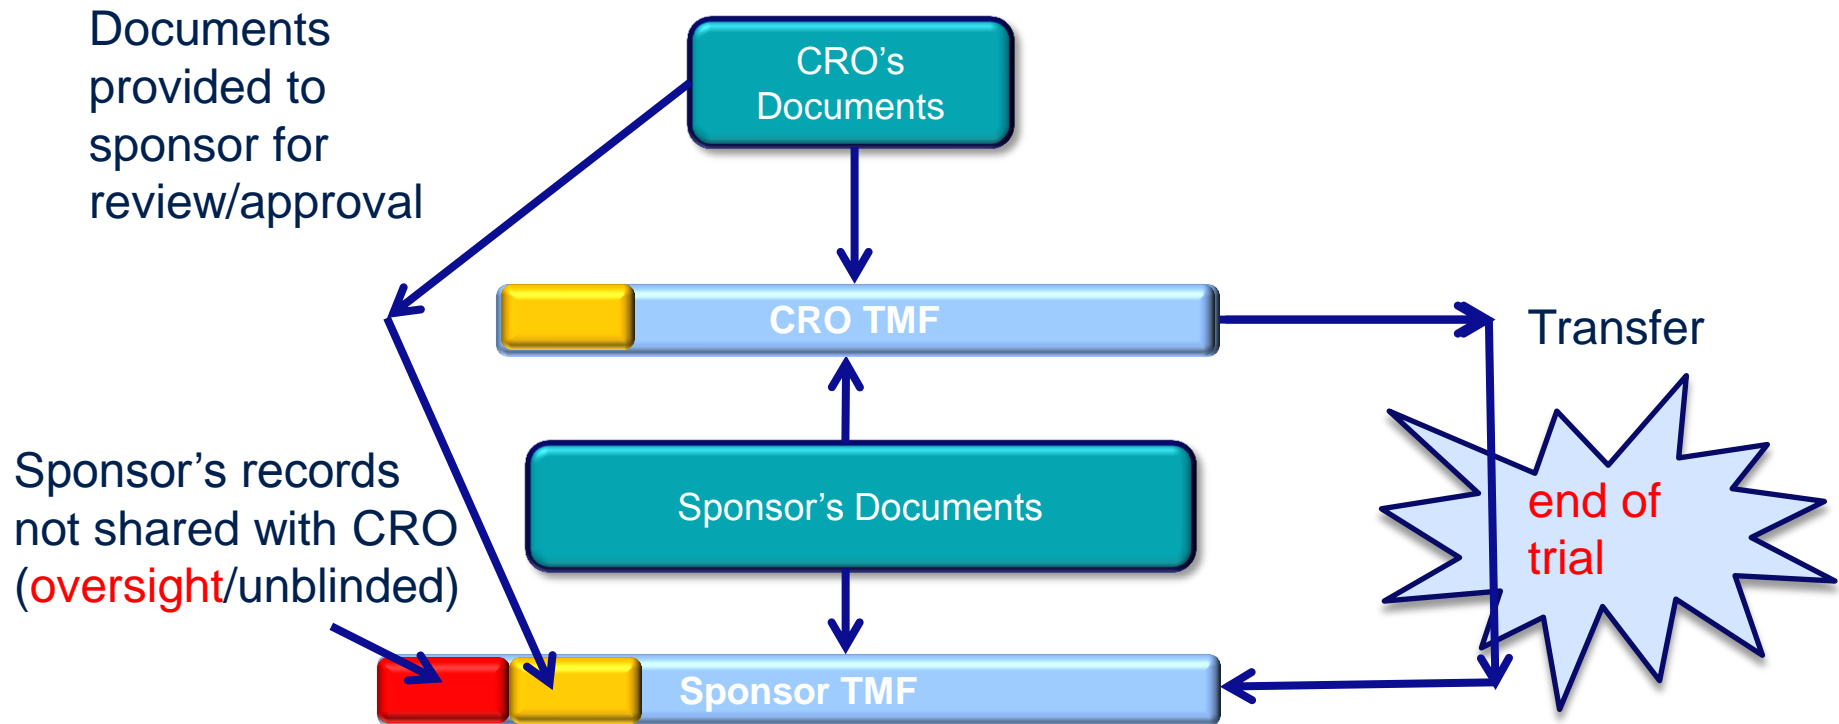 Documents
provided to
sponsor for
review/approval
CRO’s
Documents
CRO TMF
Transfer
Sponsor’s records
not shared with CRO
(oversight/unblinded)
Sponsor’s Documents
end of
trial
Sponsor TMF